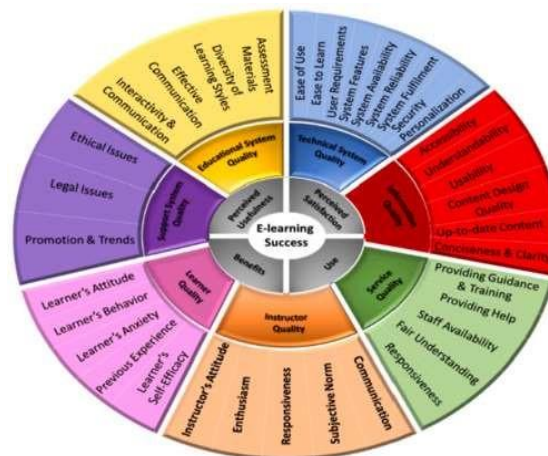 E-learning
Success
Perceived
Usefulness
Perceived
Satisfaction
Use
Benefits
Educational System
Quality
Assessment
Materials
Diversity of
Learning Styles
Effective
Communication
Interactivity &
Communication
Technical System
Quality
Ease of Use
Ease to Learn
User Requirements
System Features
System Availability
System Reliability
System Fulfilment
Security
Personalization
Information
Quality
Accessibility
Understandability
Usability
Content Design
Quality
Up-to-date Content
Conciseness & Clarity
Service
Quality
Providing Guidance
& Training
Providing Help
Staff Availability
Fair Understanding
Responsiveness
Instructor
Quality
Instructor's Attitude
Enthusiasm
Responsiveness
Subjective Norm
Communication
Learner
Quality
Learner's Attitude
Learner's Behavior
Learner's Anxiety
Previous Experience
Learner's
Self-Efficacy
Support System
Quality
Ethical Issues
Legal Issues
Promotion & Trends